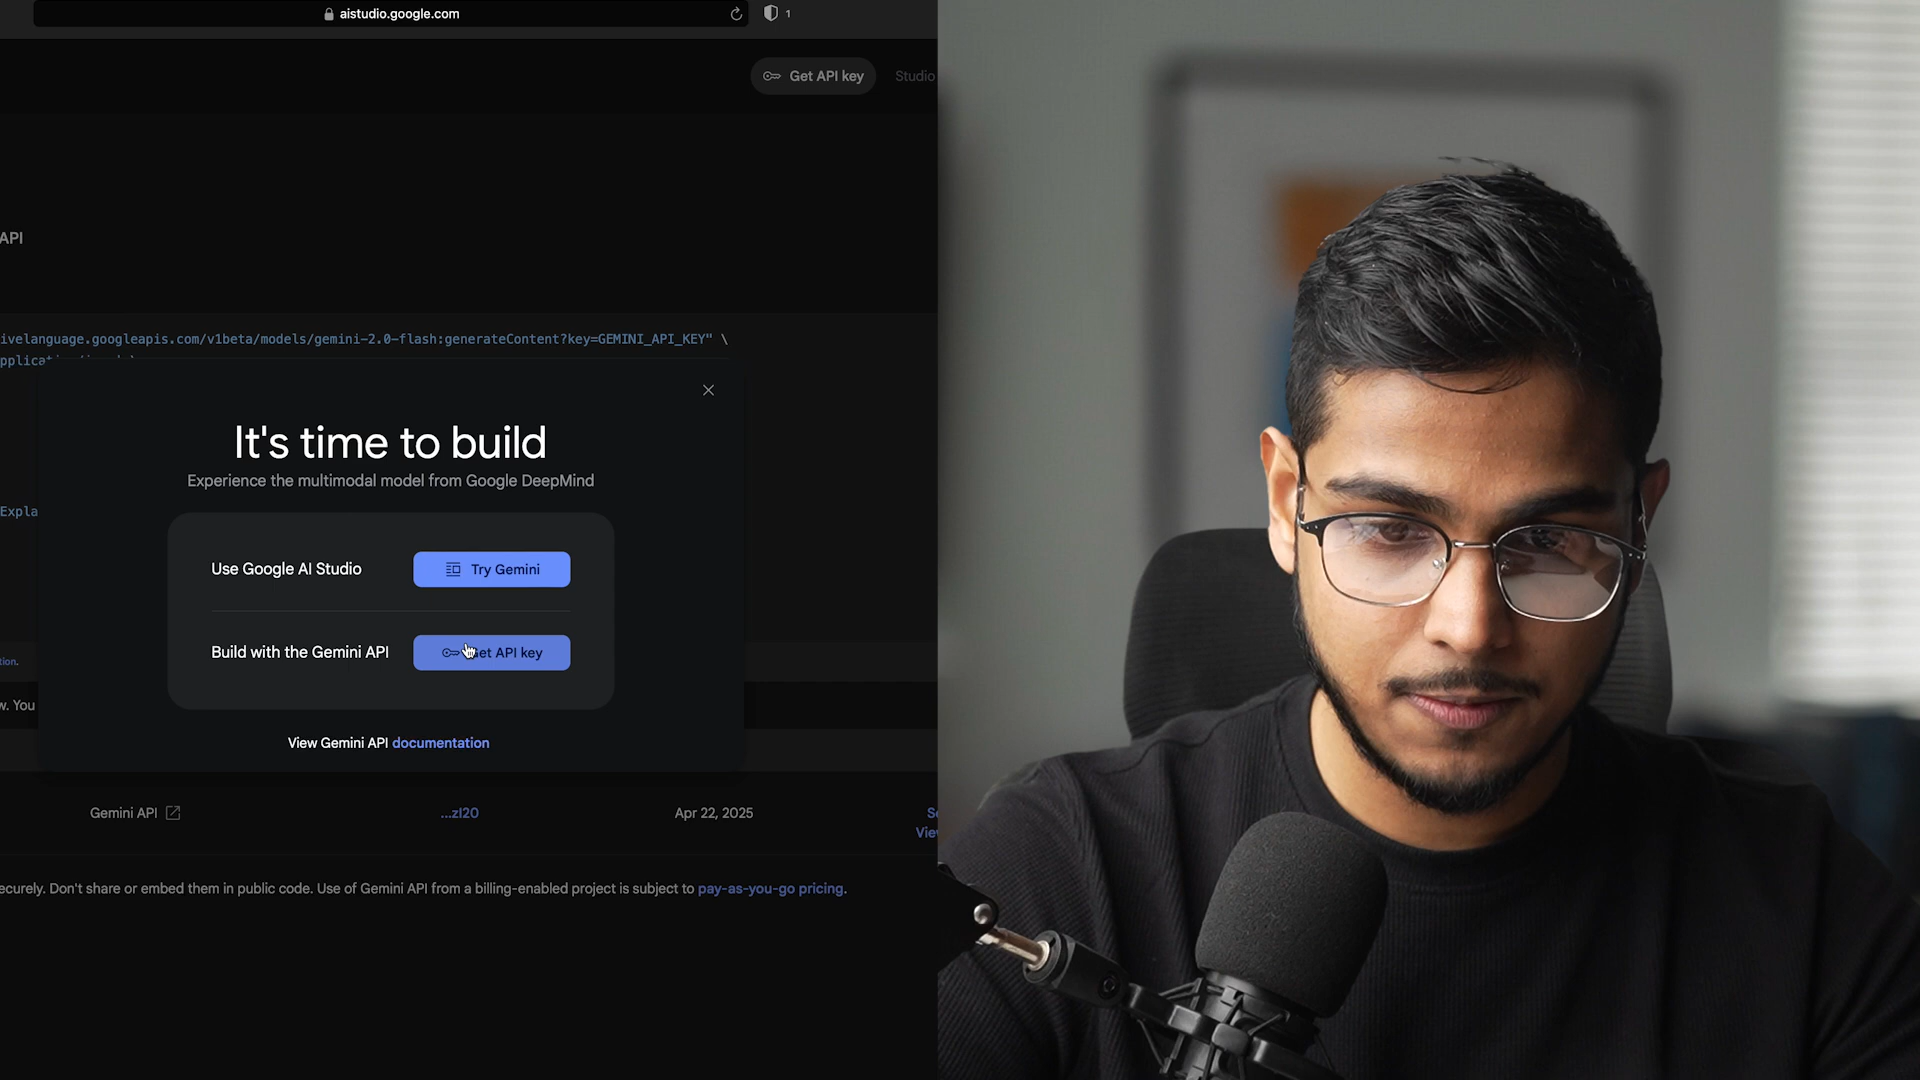 aistudio.google.com
1
Get API key
Studio
API
ivelanguage.googleapis.com/v1beta/models/gemini-2.0-flash:generateContent?key=GEMINI_API_KEY" \
It's time to build
Experience the multimodal model from Google DeepMind
Expla
Use Google AI Studio
Try Gemini
Build with the Gemini API
Get API key
tion.
w. You
View Gemini API documentation
Gemini API
...zI20
Apr 22, 2025
Se
View
ecurely. Don't share or embed them in public code. Use of Gemini API from a billing-enabled project is subject to pay-as-you-go pricing.